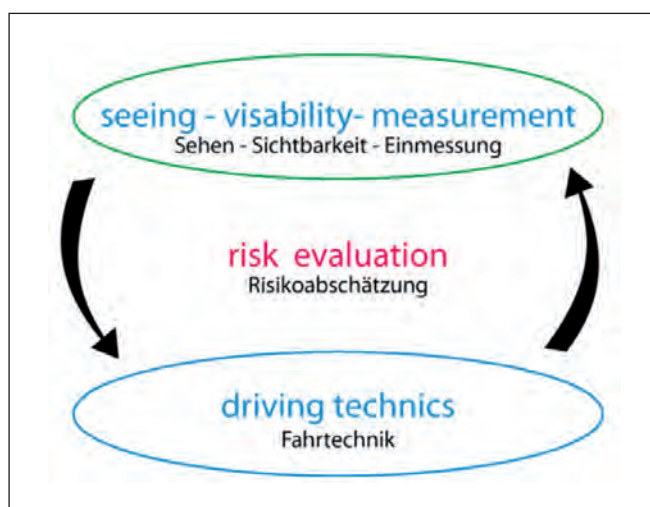 seeing - visability- measurement
Sehen - Sichtbarkeit - Einmessung
risk evaluation
Risikoabschätzung
driving technics
Fahrtechnik